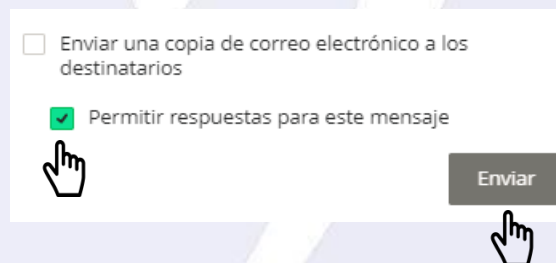 Enviar una copia de correo electrónico a los
destinatarios
Permitir respuestas para este mensaje
Enviar